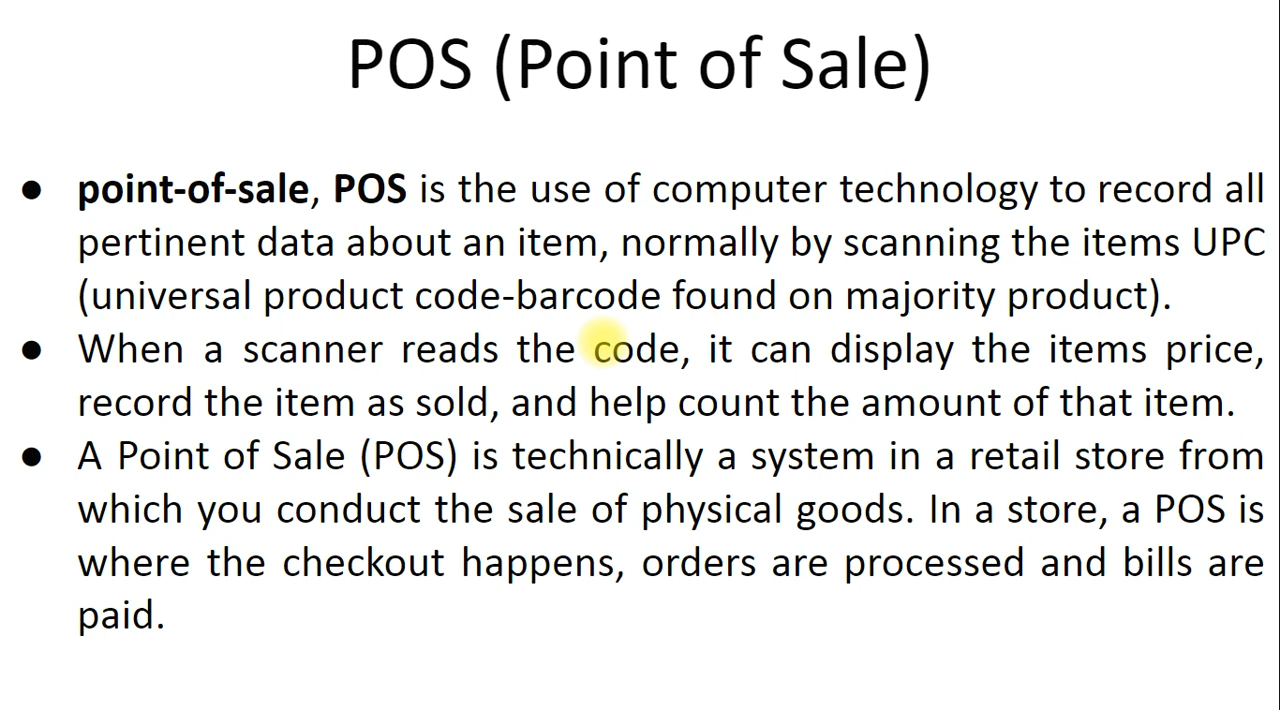 POS (Point of Sale)
● point-of-sale, POS is the use of computer technology to record all
pertinent data about an item, normally by scanning the items UPC
(universal product code-barcode found on majority product).
● When a scanner reads the code, it can display the items price,
record the item as sold, and help count the amount of that item.
● A Point of Sale (POS) is technically a system in a retail store from
which you conduct the sale of physical goods. In a store, a POS is
where the checkout happens, orders are processed and bills are
paid.